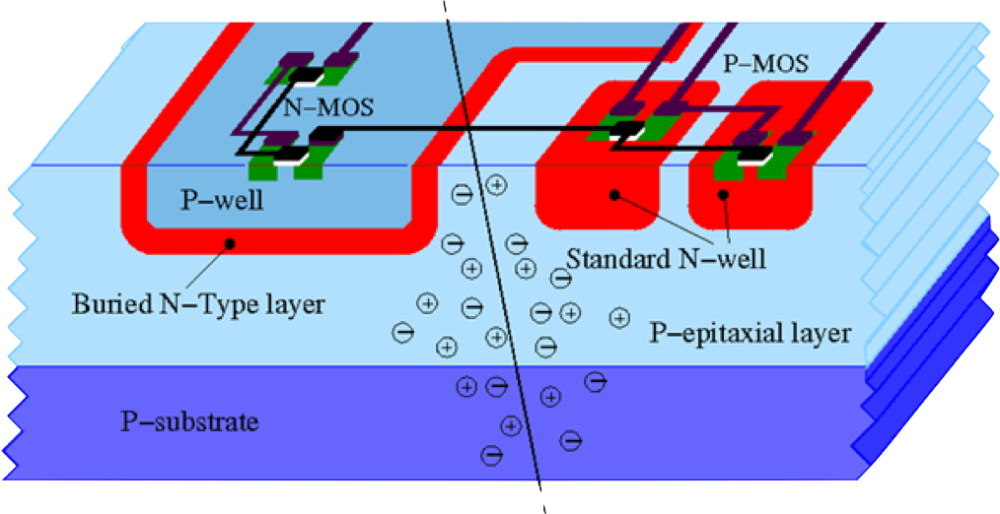 P-MOS
N-MOS
P-well
Standard N-well
Buried N-Type layer
P-epitaxial layer
P-substrate